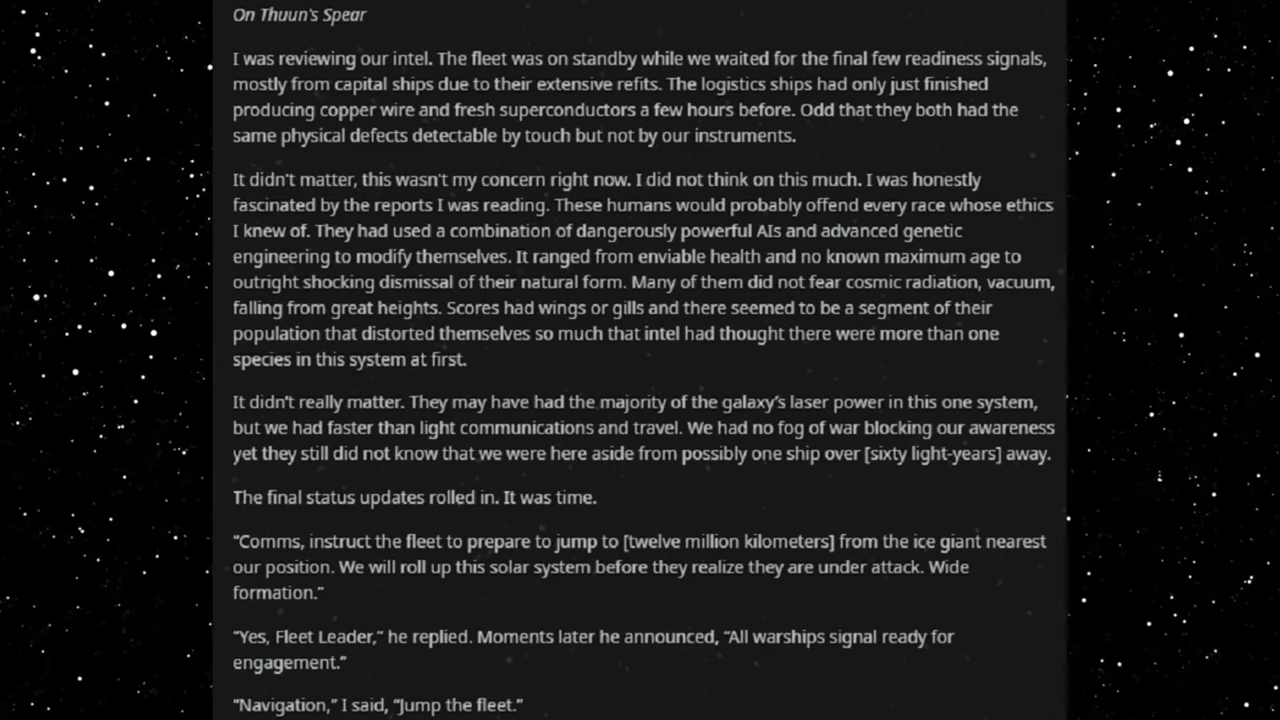 On Thuun's Spear
I was reviewing our intel. The fleet was on standby while we waited for the final few readiness signals,
mostly from capital ships due to their extensive refits. The logistics ships had only just finished
producing copper wire and fresh superconductors a few hours before. Odd that they both had the
same physical defects detectable by touch but not by our instruments.
It didn't matter, this wasn't my concern right now. I did not think on this much. I was honestly
fascinated by the reports I was reading. These humans would probably offend every race whose ethics
I knew of. They had used a combination of dangerously powerful AIs and advanced genetic
engineering to modify themselves. It ranged from enviable health and no known maximum age to
outright shocking dismissal of their natural form. Many of them did not fear cosmic radiation, vacuum,
falling from great heights. Scores had wings or gills and there seemed to be a segment of their
population that distorted themselves so much that intel had thought there were more than one
species in this system at first.
It didn't really matter. They may have had the majority of the galaxy's laser power in this one system,
but we had faster than light communications and travel. We had no fog of war blocking our awareness
yet they still did not know that we were here aside from possibly one ship over [sixty light-years] away.
The final status updates rolled in. It was time.
“Comms, instruct the fleet to prepare to jump to [twelve million kilometers] from the ice giant nearest
our position. We will roll up this solar system before they realize they are under attack. Wide
formation.”
“Yes, Fleet Leader,” he replied. Moments later he announced, “All warships signal ready for
engagement.”
“Navigation,” I said, “Jump the fleet.”